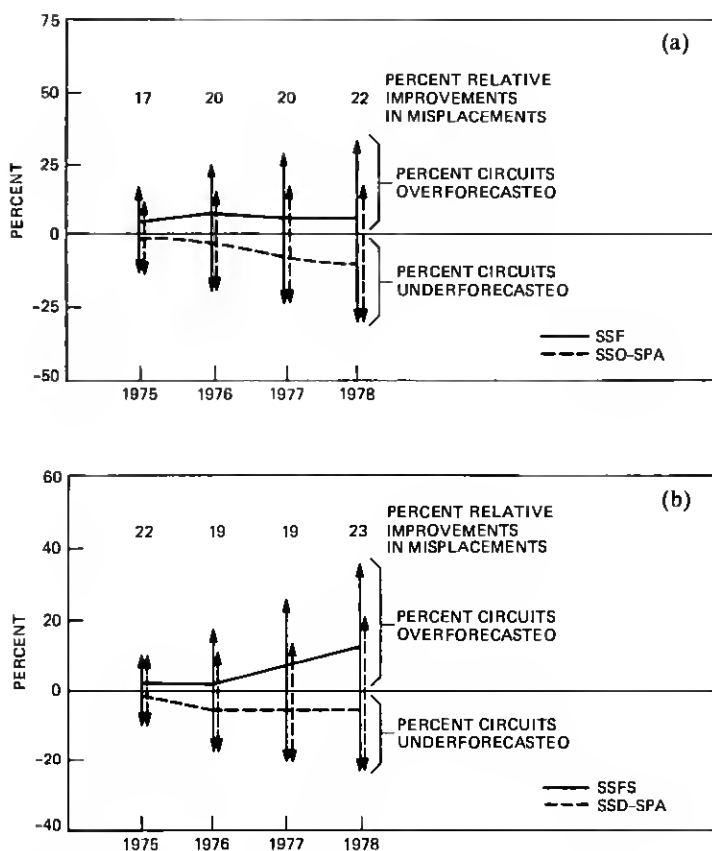 (a)
75
PERCENT RELATIVE
IMPROVEMENTS
IN MISPLACEMENTS
17 20 20 22
50
25
PERCENT CIRCUITS
OVERFORECASTEO
PERCENT
0
PERCENT CIRCUITS
UNDERFORECASTEO
-25
SSF
SSO-SPA
-50
1975 1976 1977 1978
(b)
60
PERCENT RELATIVE
IMPROVEMENTS
IN MISPLACEMENTS
22 19 19 23
40
20
PERCENT CIRCUITS
OVERFORECASTEO
PERCENT
0
PERCENT CIRCUITS
UNDERFORECASTEO
-20
SSFS
SSD-SPA
-40
1975 1976 1977 1978